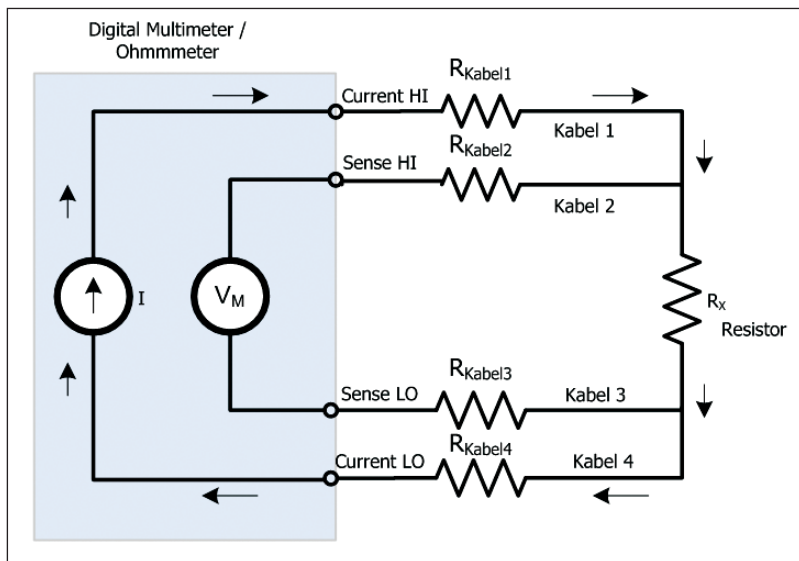 Digital Multimeter /
Ohmmmeter
Current HI
RKabel1
Kabel 1
Sense HI
RKabel2
Kabel 2
I
VM
RX
Resistor
Sense LO
RKabel3
Kabel 3
Current LO
RKabel4
Kabel 4